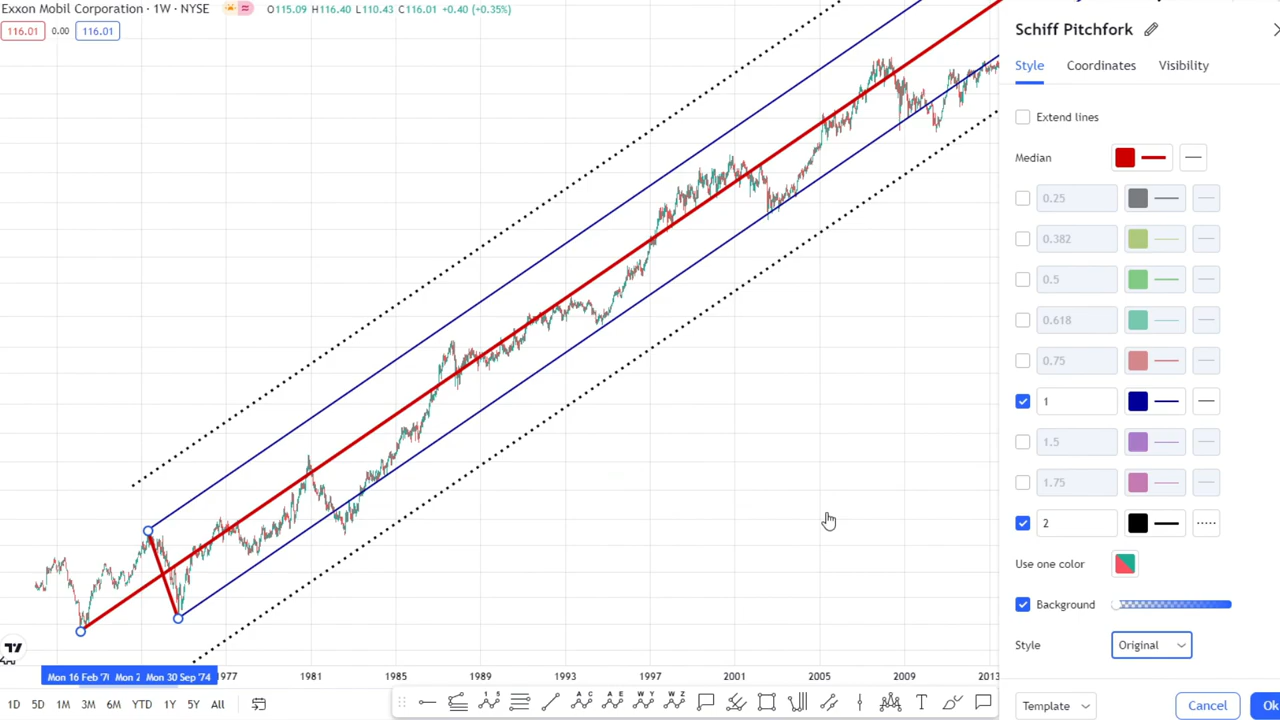 Exxon Mobil Corporation · 1W · NYSE O115.09 H116.40 L110.43 C116.01 +0.40 (+0.35%)
116.01 0.00 116.01
Mon 16 Feb '7 Mon 2 Mon 30 Sep '74 1977 1981 1985 1989 1993 1997 2001 2005 2009 2013
1D 5D 1M 3M 6M YTD 1Y 5Y All
Schiff Pitchfork
Style Coordinates Visibility
Extend lines
Median
0.25
0.382
0.5
0.618
0.75
1
1.5
1.75
2
Use one color
Background
Style Original
Template Cancel Ok